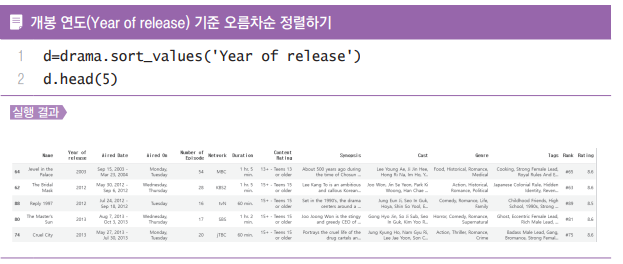 개봉 연도(Year of release) 기준 오름차순 정렬하기
1 d=drama.sort_values('Year of release')
2 d.head(5)
실행 결과
Year of Number of Content
Name release Aired Date Aired On Episode Network Duration Rating Synopsis Cast Genre Tags Rank Rating
Jewel in the Sep 15, 2003 - Monday, 1 hr. 5 15+ - Teens 15 About 500 years ago during Lee Young Ae, Ji Jin Hee, Food, Historical, Romance, Cooking, Strong Female Lead,
64 Palace 2003 Mar 23, 2004 Tuesday 54 MBC min. or older the time of Chosun ... Hong Ri Na, Im Ho, Y... Medical Royal Rules And E... #65 8.6
The Bridal May 30, 2012 - Wednesday, 1 hr. 5 15+ - Teens 15 Lee Kang To is an ambitious Joo Won, Jin Se Yeon, Park Ki Action, Historical, Japanese Colonial Rule, Hidden
62 Mask 2012 Sep 6, 2012 Thursday 28 KBS2 min. or older and callous Korean... Woong, Han Chae ... Romance, Political Identity, Reven... #63 8.6
Jul 24, 2012 - 15+ - Teens 15 Set in the 1990s, the drama Jung Eun Ji, Seo In Guk, Comedy, Romance, Life, Childhood Friends, High
88 Reply 1997 2012 Sep 18, 2012 Tuesday 16 tvN 60 min. or older centers around a ... Hoya, Shin So Yool, E... Family School, 1990s, Strong ... #89 8.5
The Master's Aug 7, 2013 - Wednesday, 1 hr. 2 15+ - Teens 15 Joo Joong Won is the stingy Gong Hyo Jin, So Ji Sub, Seo Horror, Comedy, Romance, Ghost, Eccentric Female Lead,
80 Sun 2013 Oct 3, 2013 Thursday 17 SBS min. or older and greedy CEO of ... In Guk, Kim Yoo R... Supernatural Rich Male Lead, ... #81 8.6
May 27, 2013 - Monday, 15+ - Teens 15 Portrays the cruel life of the Jung Kyung Ho, Nam Gyu Ri, Action, Thriller, Romance, Badass Male Lead, Gang,
74 Cruel City 2013 Jul 30, 2013 Tuesday 20 jTBC 60 min. or older drug cartels an... Lee Jae Yoon, Son C... Crime Bromance, Strong Femal... #75 8.6